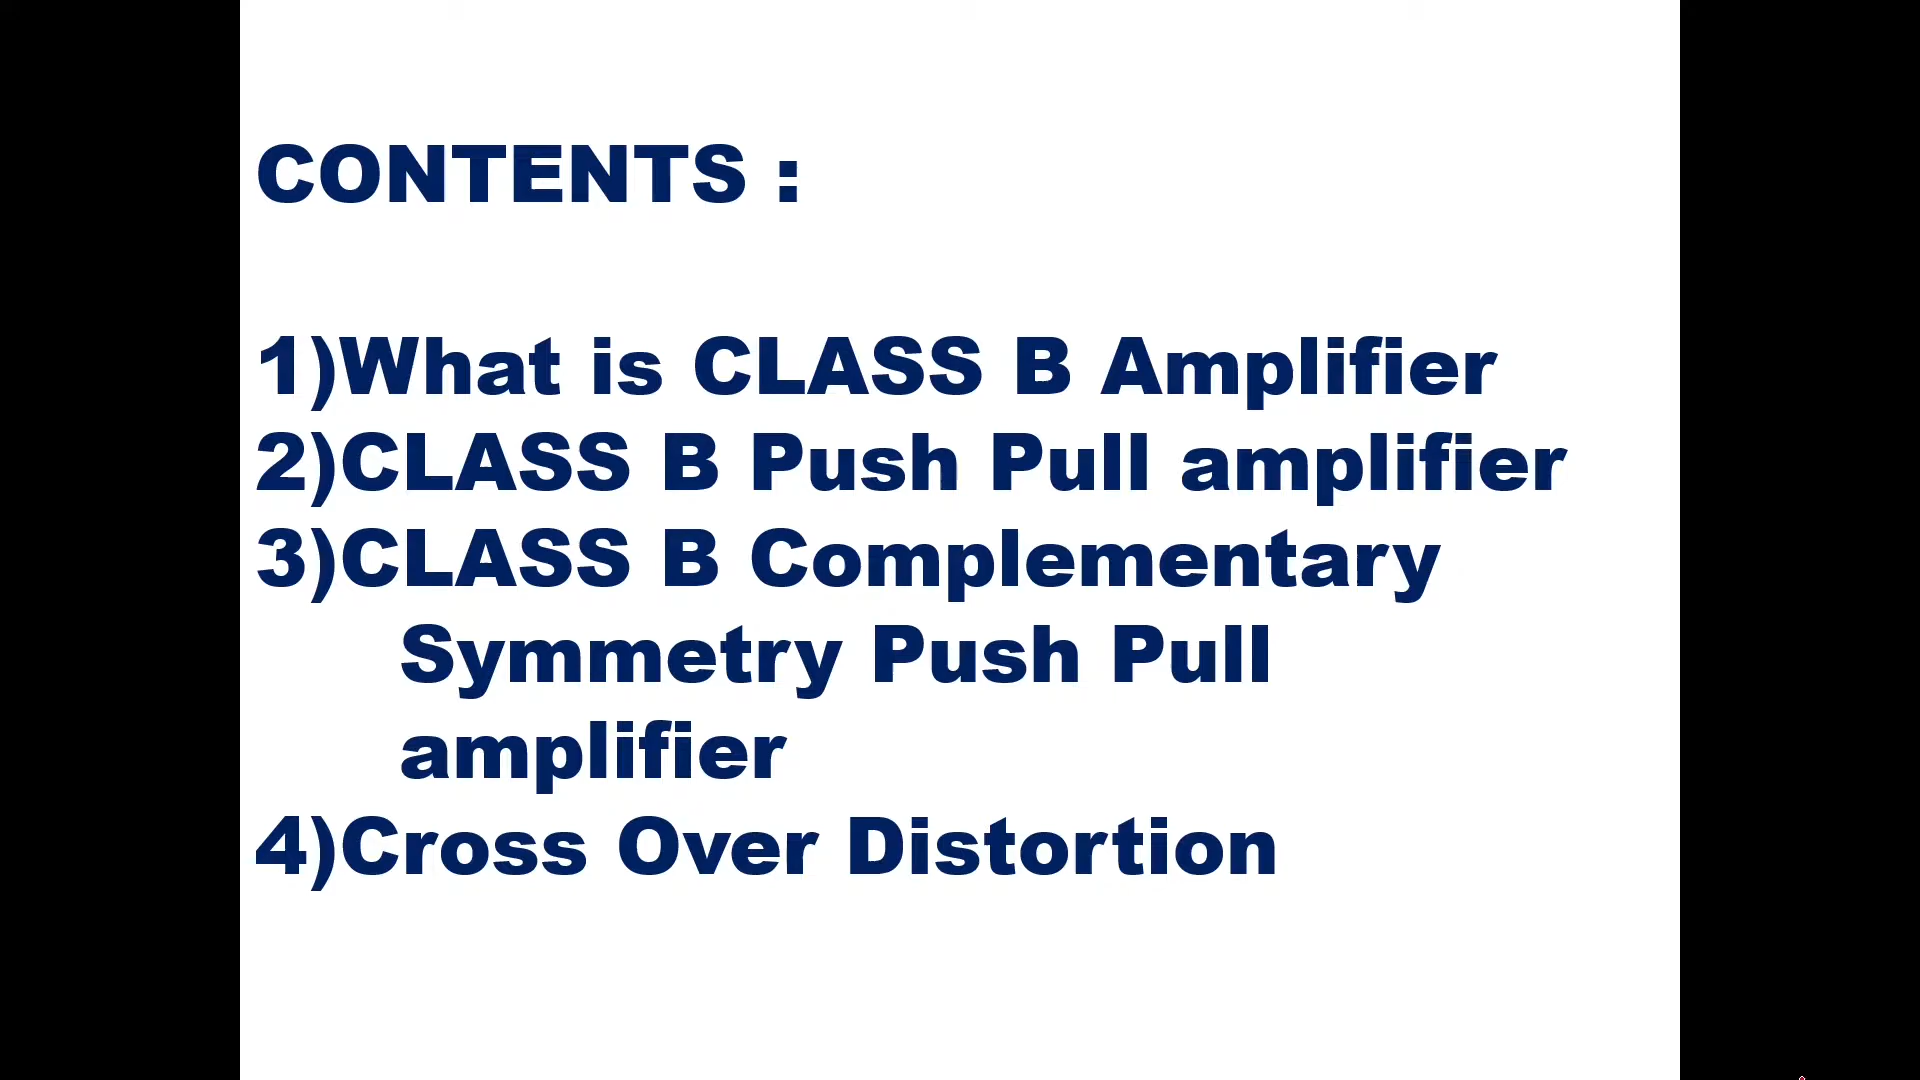 CONTENTS :
1)What is CLASS B Amplifier
2)CLASS B Push Pull amplifier
3)CLASS B Complementary
Symmetry Push Pull
amplifier
4)Cross Over Distortion